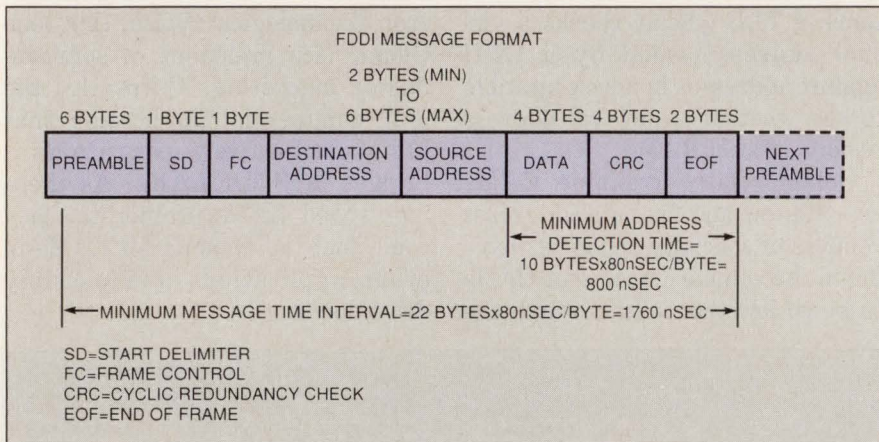 FDDI MESSAGE FORMAT
2 BYTES (MIN)
TO
6 BYTES (MAX)
6 BYTES 1 BYTE 1 BYTE 4 BYTES 4 BYTES 2 BYTES
PREAMBLE SD FC DESTINATION ADDRESS SOURCE ADDRESS DATA CRC EOF NEXT PREAMBLE
MINIMUM ADDRESS
DETECTION TIME=
10 BYTESx80nSEC/BYTE=
800 nSEC
MINIMUM MESSAGE TIME INTERVAL=22 BYTESx80nSEC/BYTE=1760 nSEC
SD=START DELIMITER
FC=FRAME CONTROL
CRC=CYCLIC REDUNDANCY CHECK
EOF=END OF FRAME